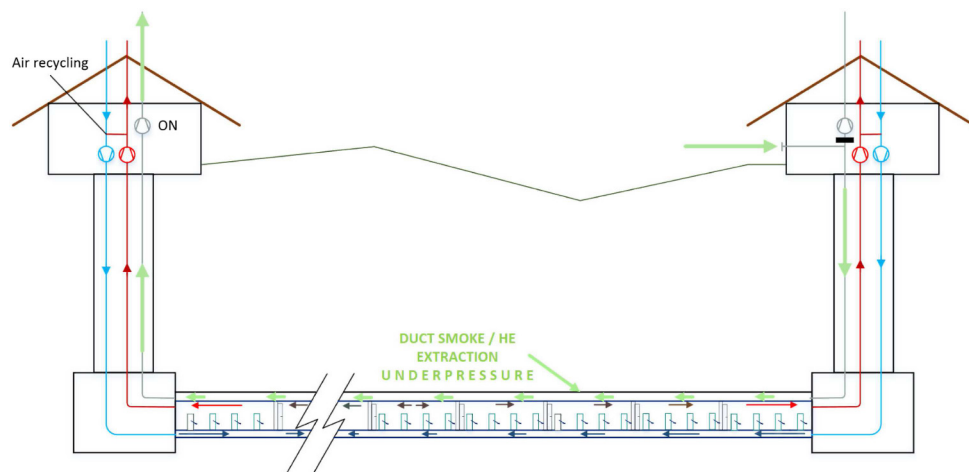 Air recycling
ON
DUCT SMOKE / HE
EXTRACTION
UNDERPRESSURE